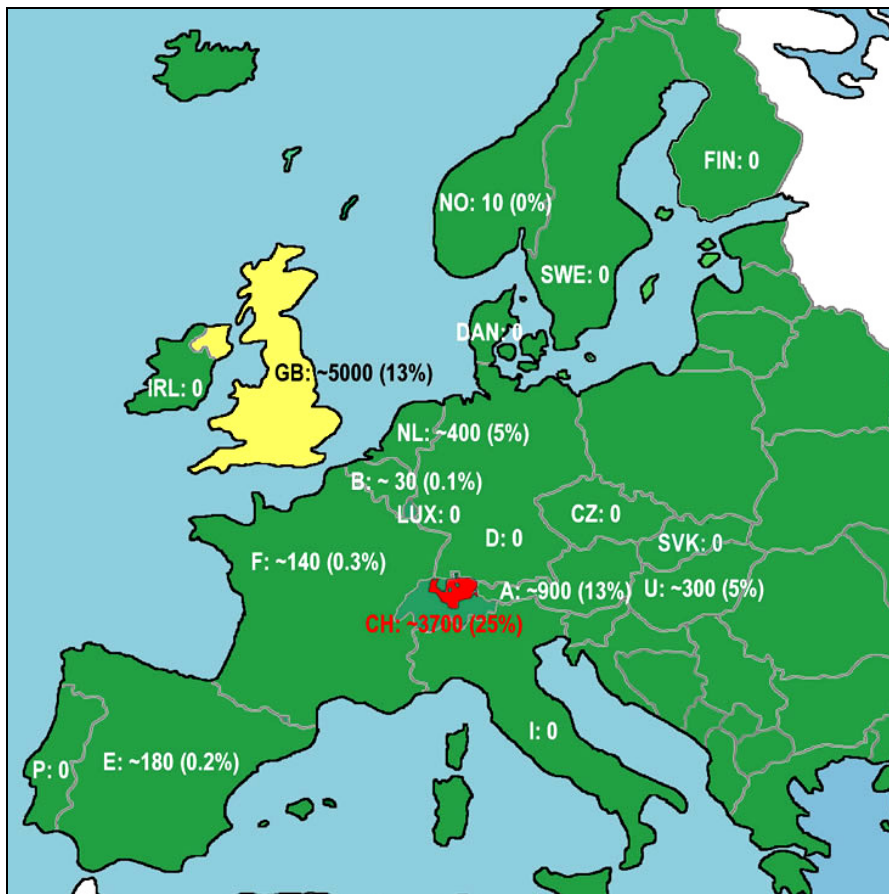 FIN: 0
NO: 10 (0%)
SWE: 0
DAN: 0
GB: ~5000 (13%)
IRL: 0
NL: ~400 (5%)
B: ~ 30 (0.1%)
LUX: 0
CZ: 0
D: 0
SVK: 0
F: ~140 (0.3%)
A: ~900 (13%)
U: ~300 (5%)
CH: ~3700 (25%)
I: 0
E: ~180 (0.2%)
P: 0